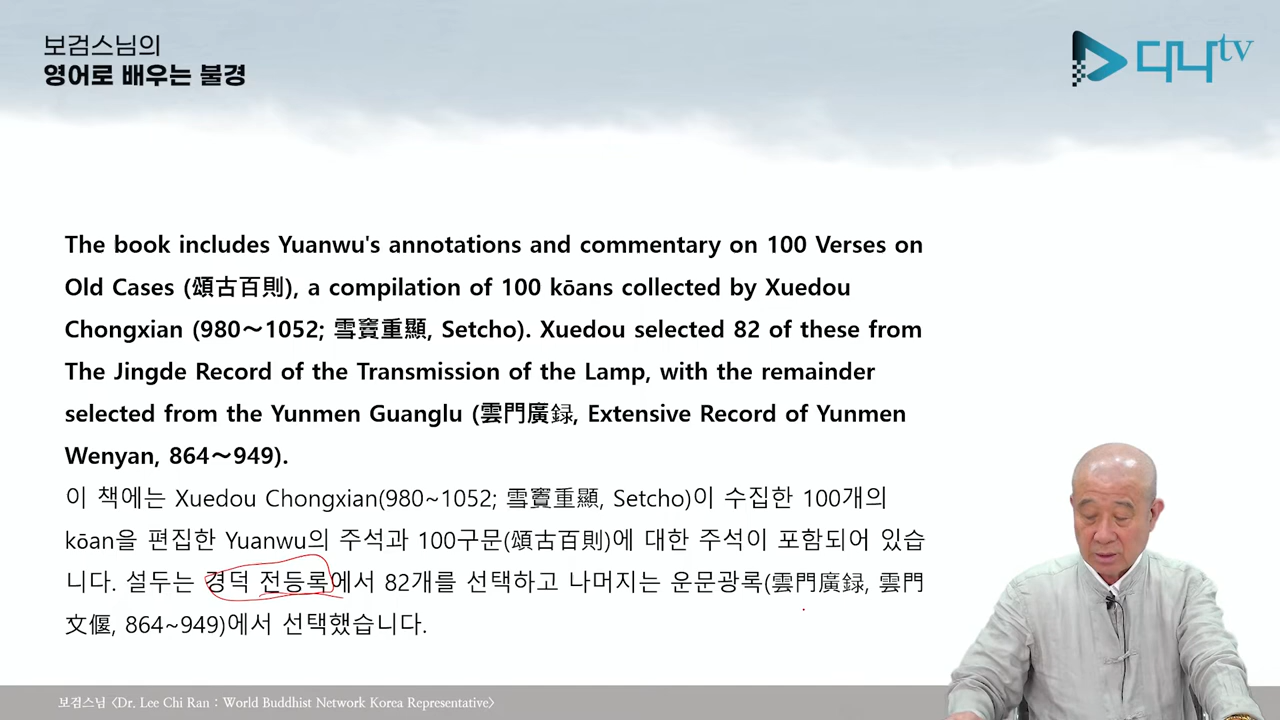 보검스님의
영어로 배우는 불경
디나tv
The book includes Yuanwu's annotations and commentary on 100 Verses on
Old Cases (頌古百則), a compilation of 100 kōans collected by Xuedou
Chongxian (980～1052; 雪竇重顯, Setcho). Xuedou selected 82 of these from
The Jingde Record of the Transmission of the Lamp, with the remainder
selected from the Yunmen Guanglu (雲門廣録, Extensive Record of Yunmen
Wenyan, 864～949).
이 책에는 Xuedou Chongxian(980~1052; 雪竇重顯, Setcho)이 수집한 100개의
kōan을 편집한 Yuanwu의 주석과 100구문(頌古百則)에 대한 주석이 포함되어 있습
니다. 설두는 경덕 전등록에서 82개를 선택하고 나머지는 운문광록(雲門廣録, 雲門
文偃, 864~949)에서 선택했습니다.
보검스님 <Dr. Lee Chi Ran : World Buddhist Network Korea Representative>